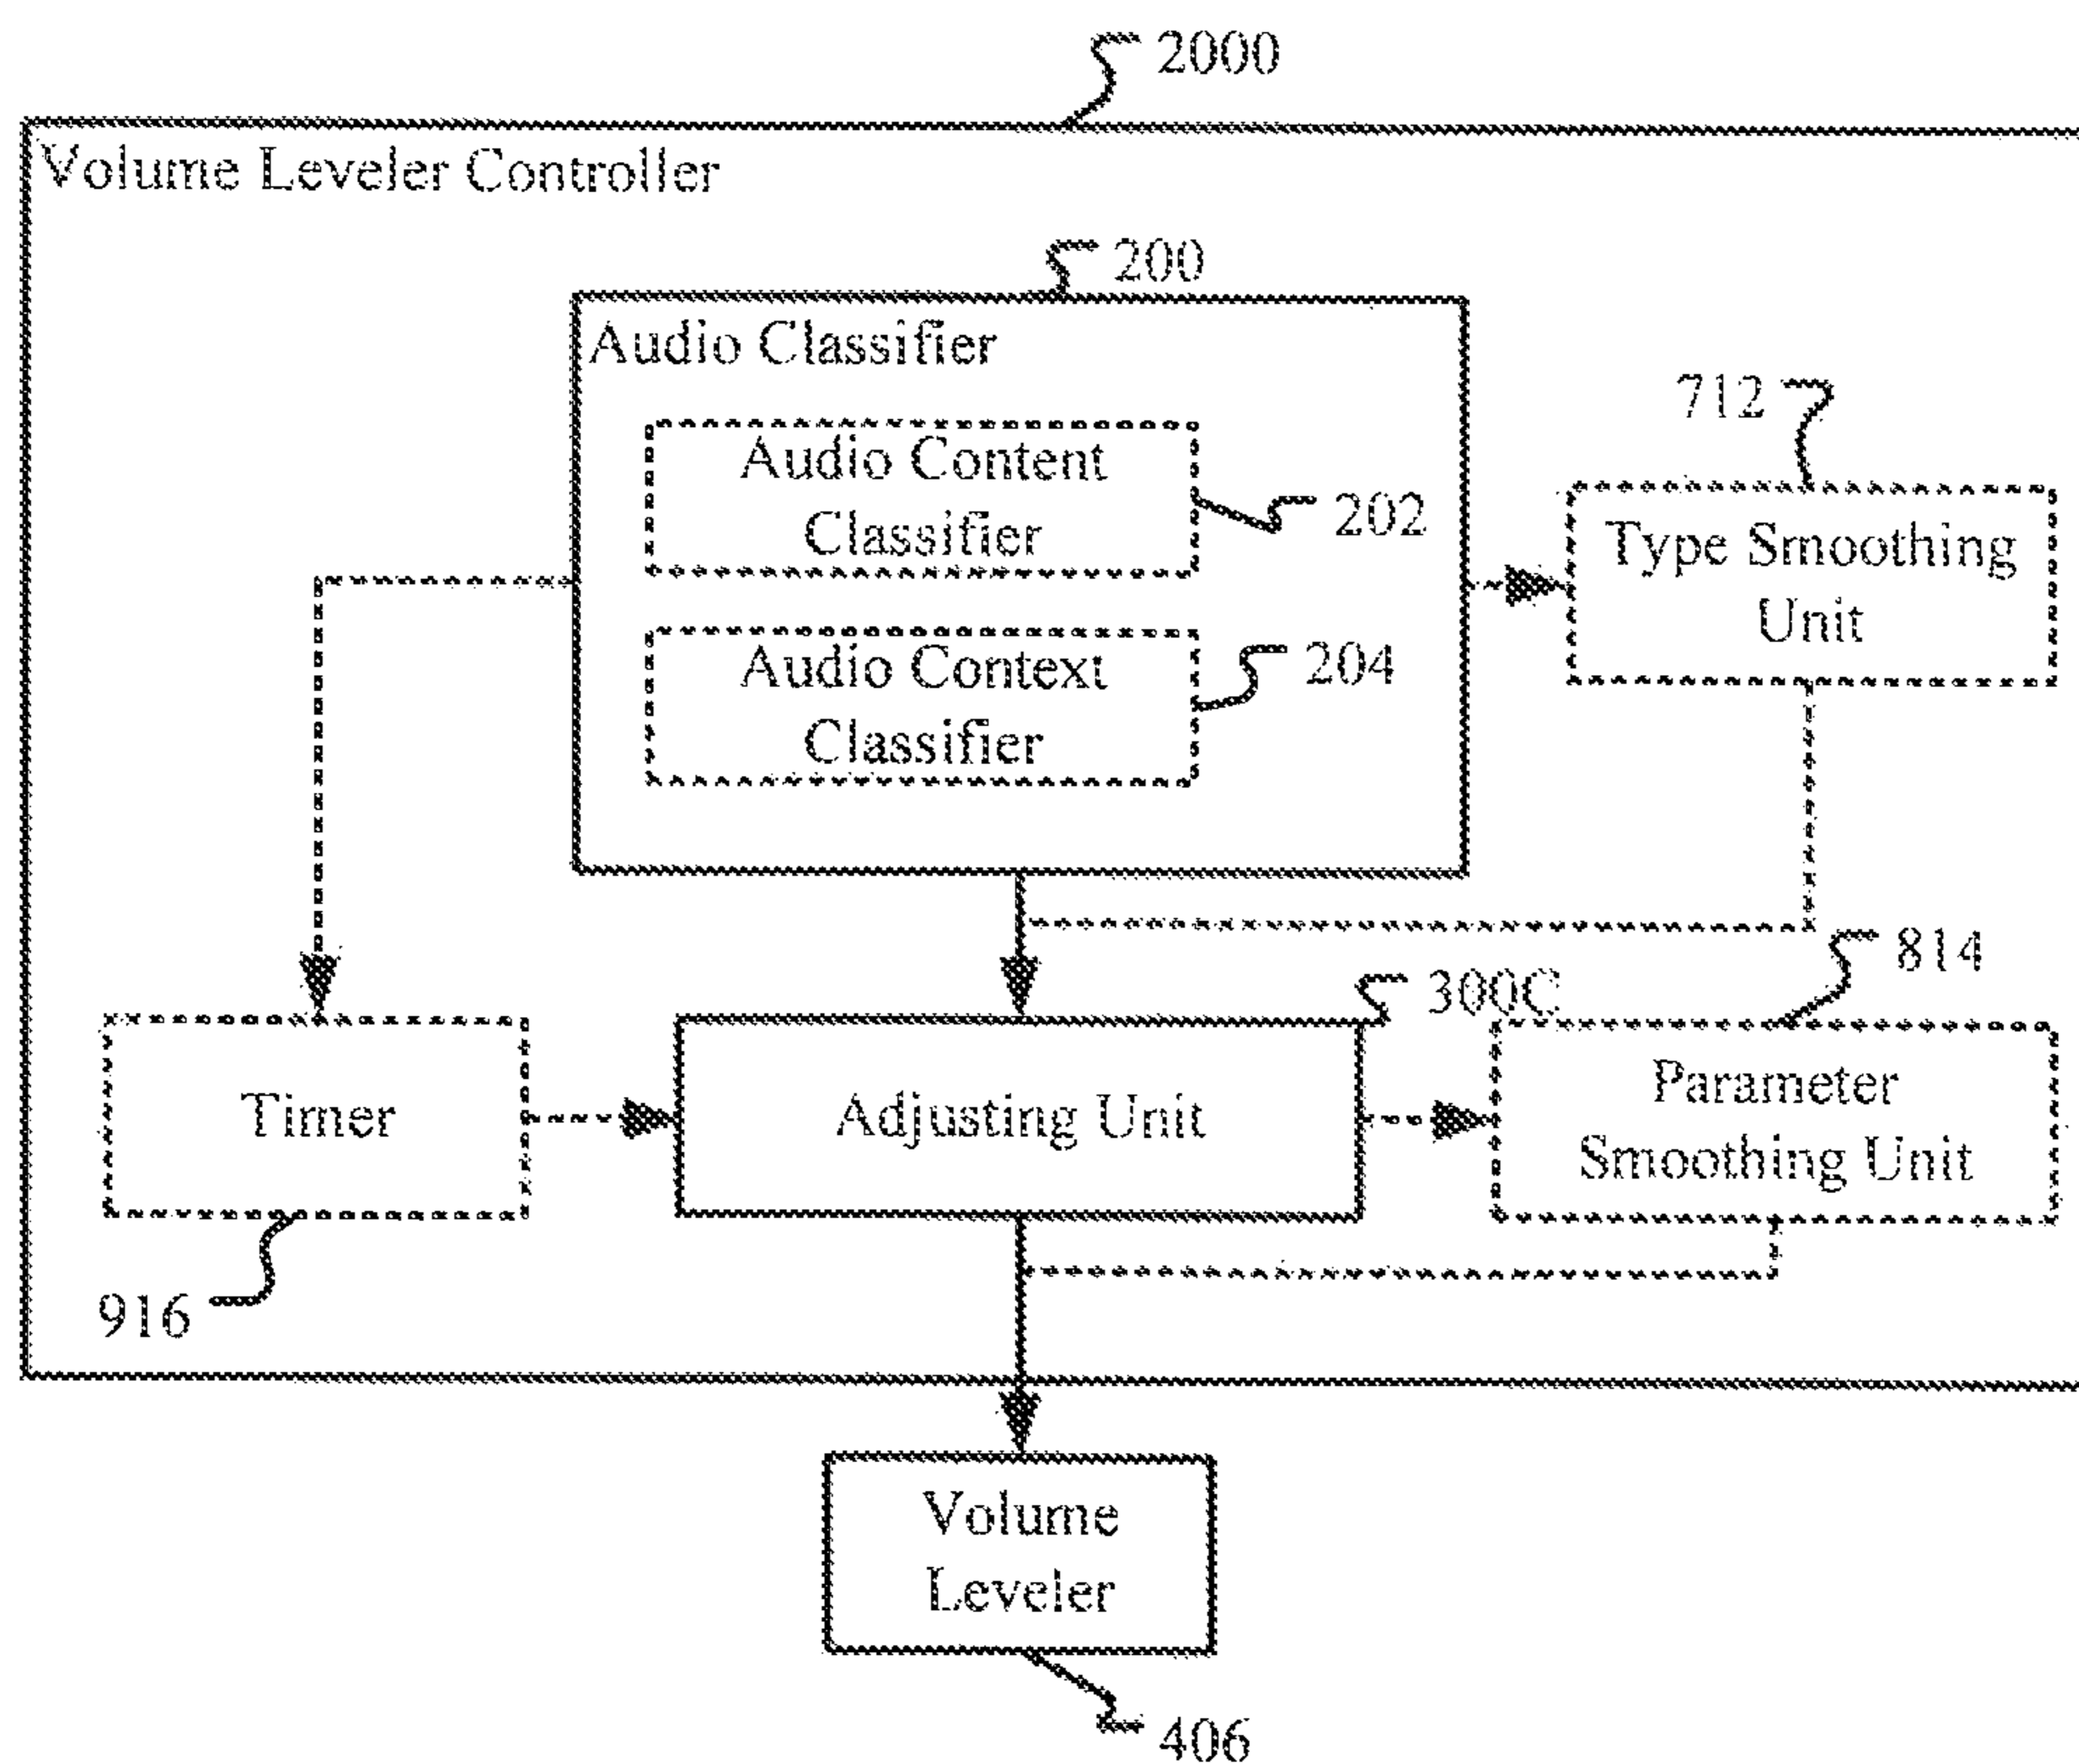 2000
Volume Leveler Controller
200
Audio Classifier
712
Audio Content
Classifier
202
Type Smoothing
Unit
Audio Context
Classifier
204
814
300C
Timer
Adjusting Unit
Parameter
Smoothing Unit
916
Volume
Leveler
406